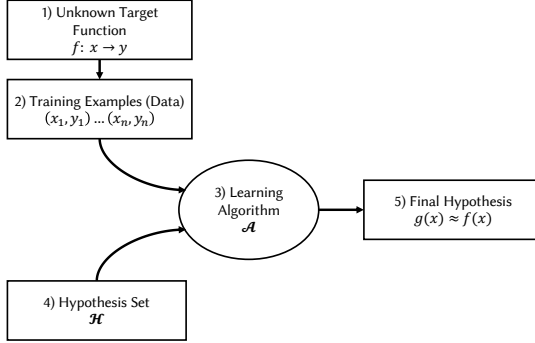 1) Unknown Target
Function
f: x → y
2) Training Examples (Data)
(x₁, y₁) … (xₙ, yₙ)
3) Learning
Algorithm
𝓐
4) Hypothesis Set
𝓗
5) Final Hypothesis
g(x) ≈ f(x)